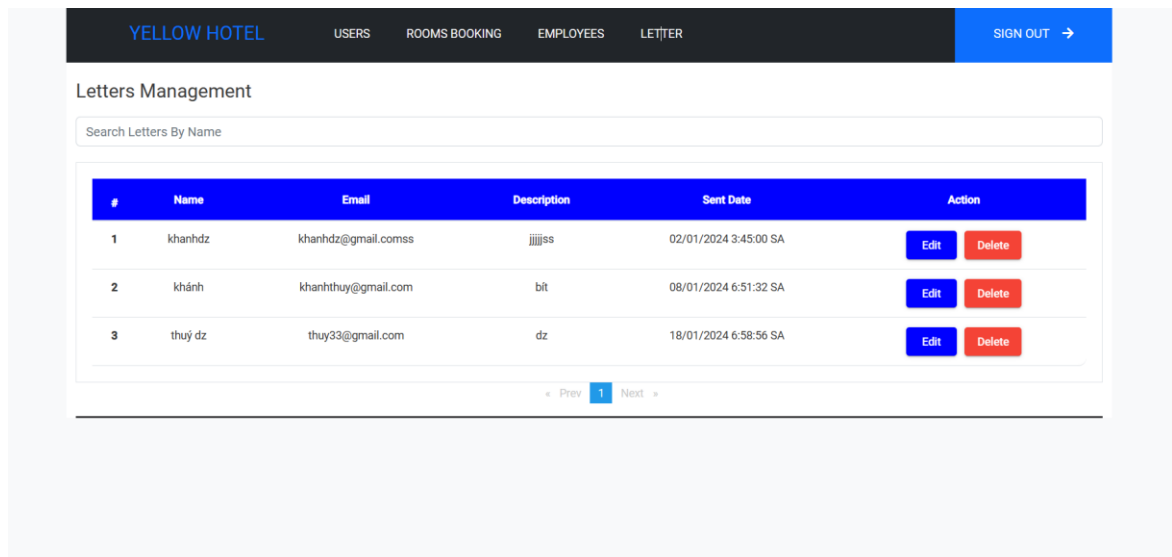 YELLOW HOTEL USERS ROOMS BOOKING EMPLOYEES LETTER SIGN OUT →
Letters Management
Search Letters By Name
# Name Email Description Sent Date Action
1 khanhdz khanhdz@gmail.comss jjjjjss 02/01/2024 3:45:00 SA Edit Delete
2 khánh khanhthuy@gmail.com bít 08/01/2024 6:51:32 SA Edit Delete
3 thuý dz thuy33@gmail.com dz 18/01/2024 6:58:56 SA Edit Delete
« Prev 1 Next »